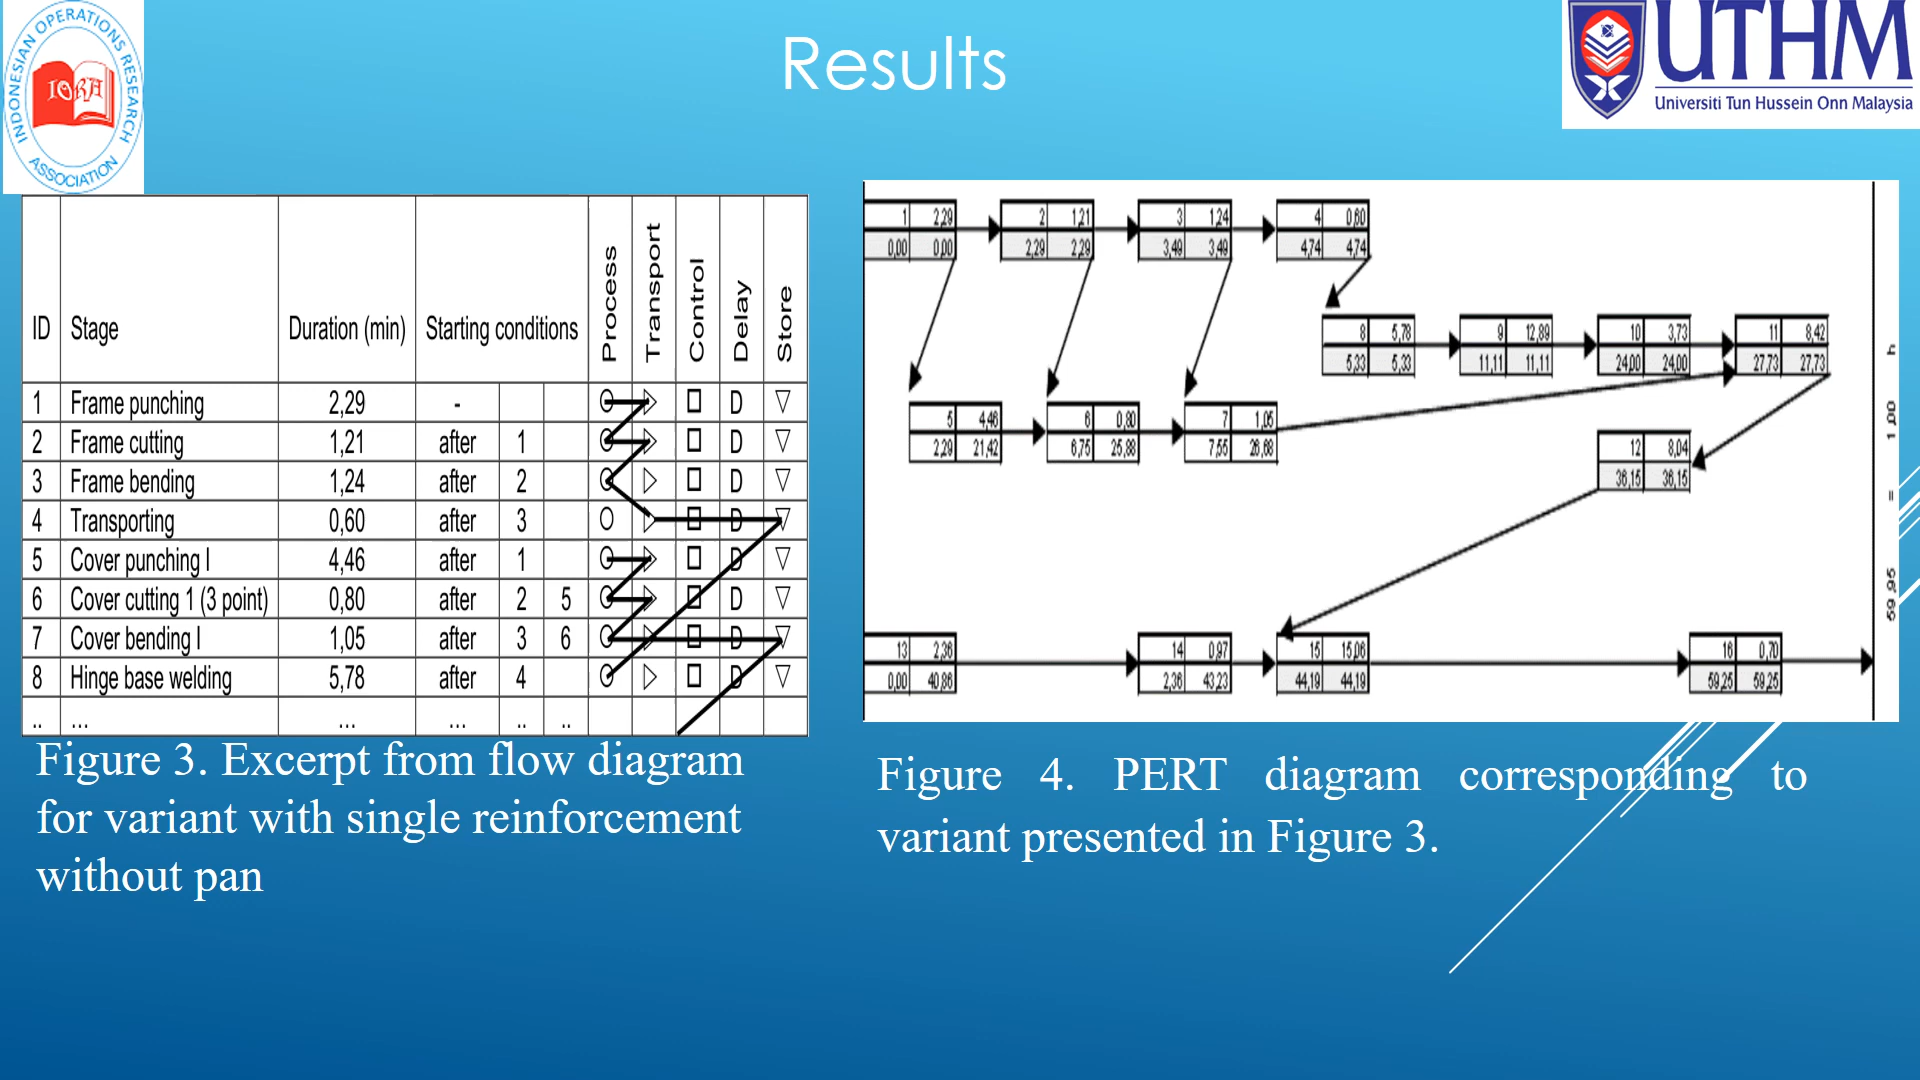 Results
INDONESIAN OPERATIONS RESEARCH
IORA
ASSOCIATION
UTHM
Universiti Tun Hussein Onn Malaysia
ID Stage Duration (min) Starting conditions Process Transport Control Delay Store
1 Frame punching 2,29 - D
2 Frame cutting 1,21 after 1 D
3 Frame bending 1,24 after 2 D
4 Transporting 0,60 after 3 D
5 Cover punching I 4,46 after 1 D
6 Cover cutting 1 (3 point) 0,80 after 2 5 D
7 Cover bending I 1,05 after 3 6 D
8 Hinge base welding 5,78 after 4 D
.. ... ... ... .. ..
Figure 3. Excerpt from flow diagram
for variant with single reinforcement
without pan
1 2,29 2 1,21 3 1,24 4 0,60
0,00 0,00 2,29 2,29 3,49 3,49 4,74 4,74
8 5,78 9 12,89 10 3,73 11 8,42
5,33 5,33 11,11 11,11 24,00 24,00 27,73 27,73
5 4,46 6 0,80 7 1,05
2,29 21,42 6,75 25,88 7,55 26,68
12 8,04
36,15 36,15
13 2,36 14 0,97 15 15,06 16 0,70
0,00 40,86 2,36 43,23 44,19 44,19 59,25 59,25
59,95 = 1,00 h
Figure 4. PERT diagram corresponding to
variant presented in Figure 3.